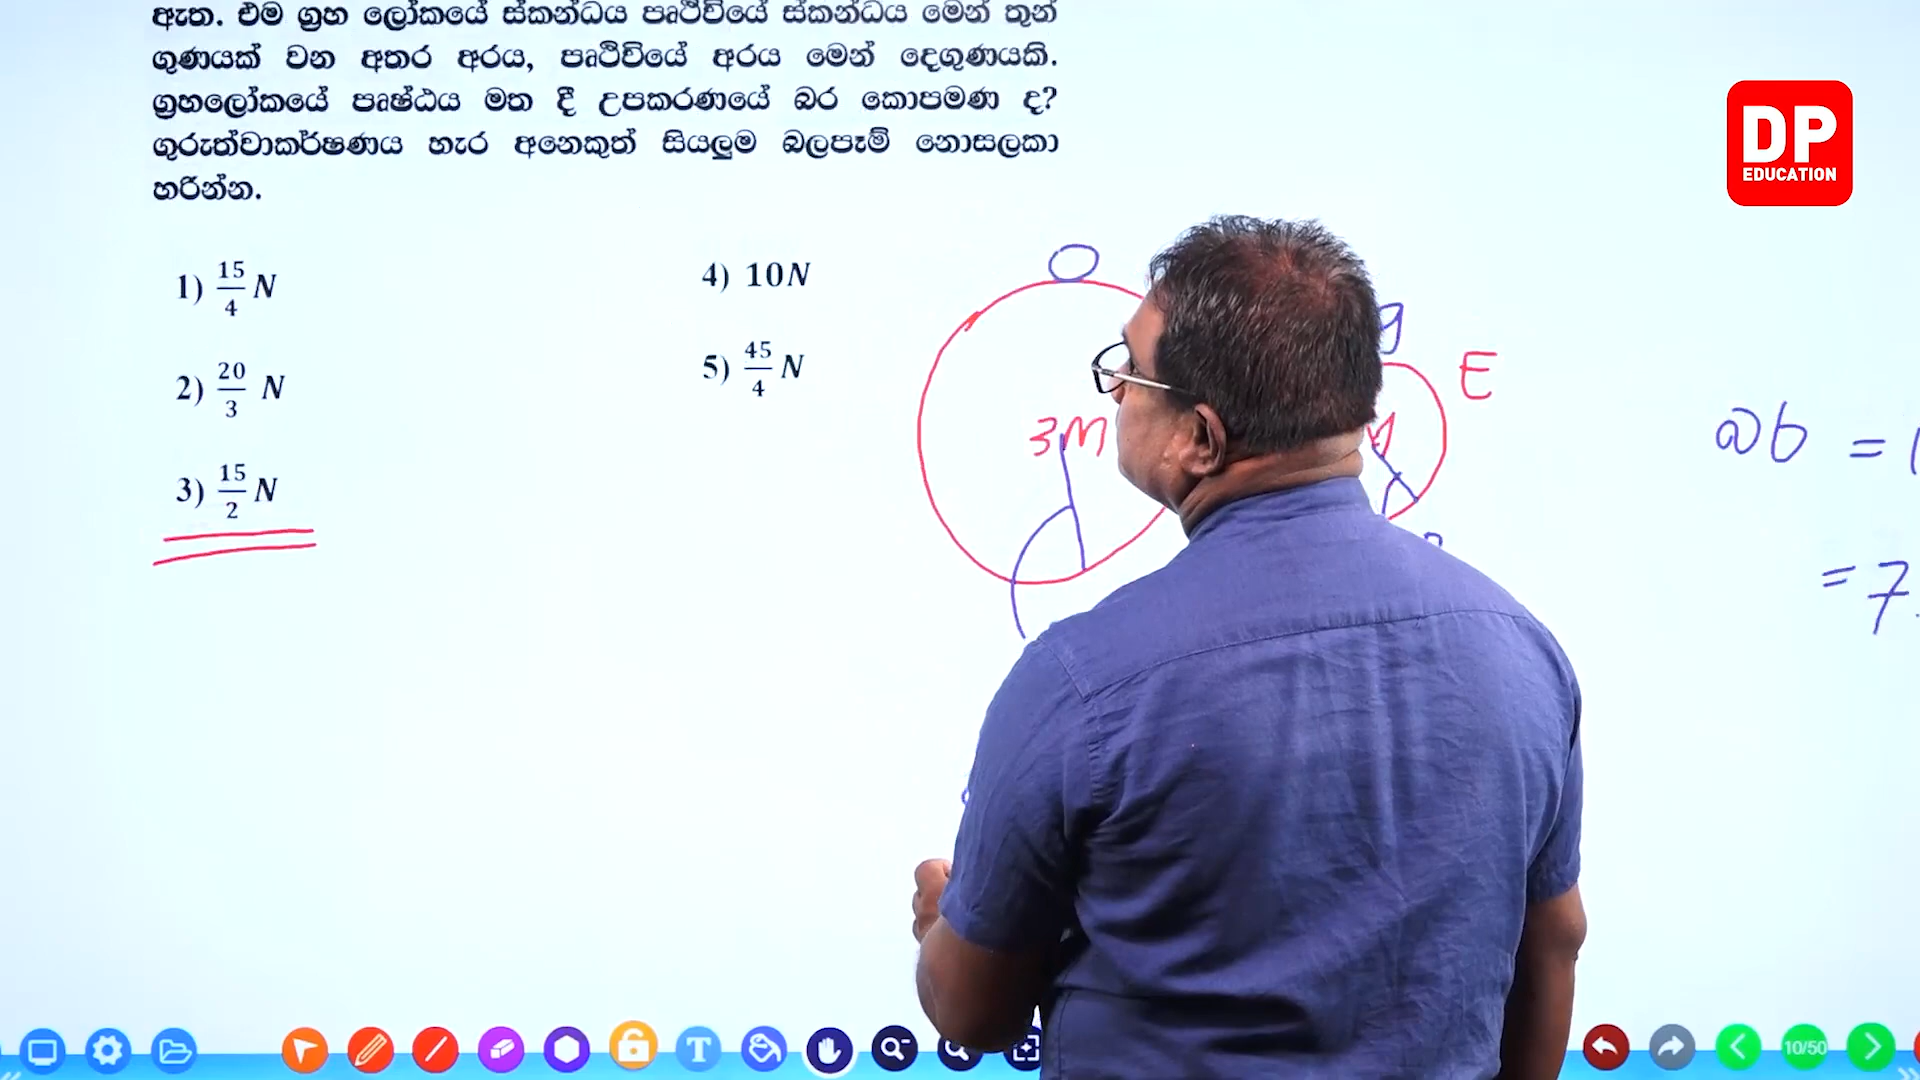 ඇත. එම ග්‍රහ ලෝකයේ ස්කන්ධය පෘථිවියේ ස්කන්ධය මෙන් තුන්
ගුණයක් වන අතර අරය, පෘථිවියේ අරය මෙන් දෙගුණයකි.
ග්‍රහලෝකයේ පෘෂ්ඨය මත දී උපකරණයේ බර කොපමණ ද?
ගුරුත්වාකර්ෂණය හැර අනෙකුත් සියලුම බලපෑම් නොසලකා
හරින්න.
DP
EDUCATION
1) 15/4 N
2) 20/3 N
3) 15/2 N
4) 10N
5) 45/4 N
3M
g
E
බර =
= 7
T
10/50